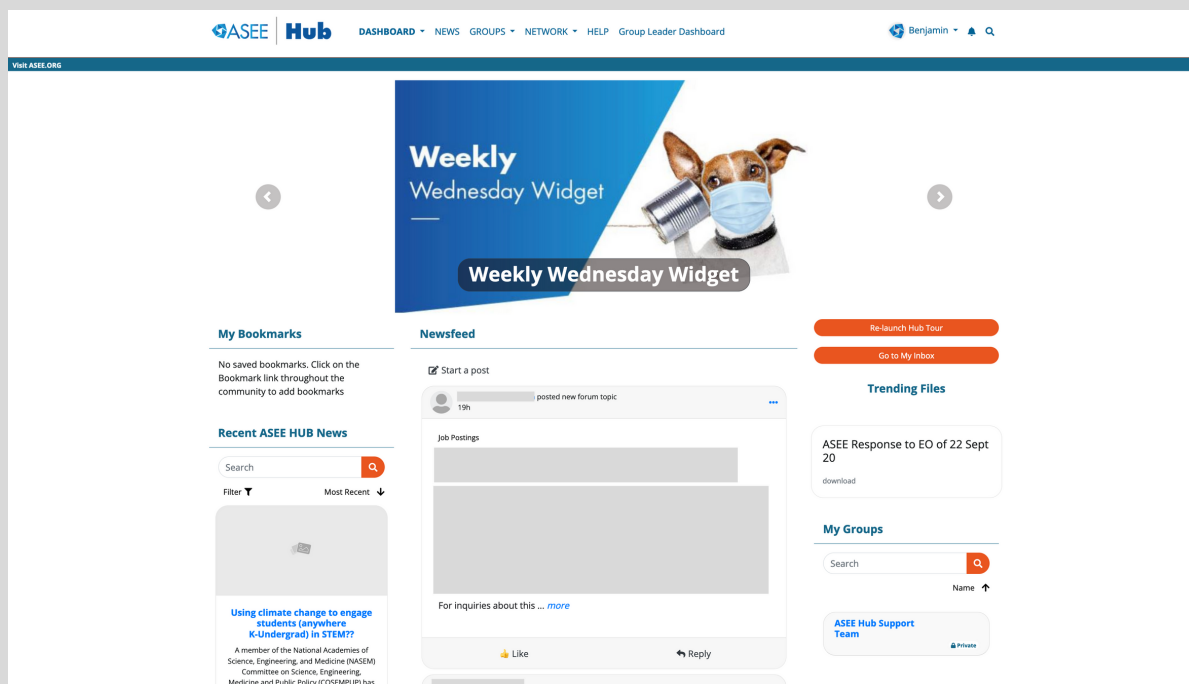 ASEE Hub DASHBOARD NEWS GROUPS NETWORK HELP Group Leader Dashboard Benjamin
Visit ASEE.ORG
Weekly
Wednesday Widget
Weekly Wednesday Widget
My Bookmarks
No saved bookmarks. Click on the
Bookmark link throughout the
community to add bookmarks
Recent ASEE HUB News
Search
Filter Most Recent
Using climate change to engage
students (anywhere
K-Undergrad) in STEM??
A member of the National Academies of
Science, Engineering, and Medicine (NASEM)
Committee on Science, Engineering,
Medicine and Public Policy (COSEMPUP) has
Newsfeed
Start a post
posted new forum topic
19h
Job Postings
For inquiries about this ... more
Like Reply
Re-launch Hub Tour
Go to My Inbox
Trending Files
ASEE Response to EO of 22 Sept
20
download
My Groups
Search
Name
ASEE Hub Support
Team
Private